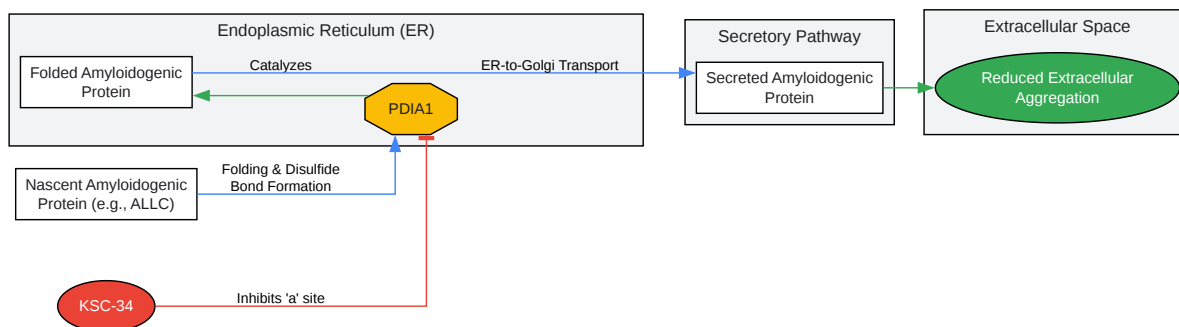 Endoplasmic Reticulum (ER)
Folded Amyloidogenic
Protein
Catalyzes
ER-to-Golgi Transport
PDIA1
Secretory Pathway
Secreted Amyloidogenic
Protein
Extracellular Space
Reduced Extracellular
Aggregation
Nascent Amyloidogenic
Protein (e.g., ALLC)
Folding & Disulfide
Bond Formation
KSC-34
Inhibits 'a' site